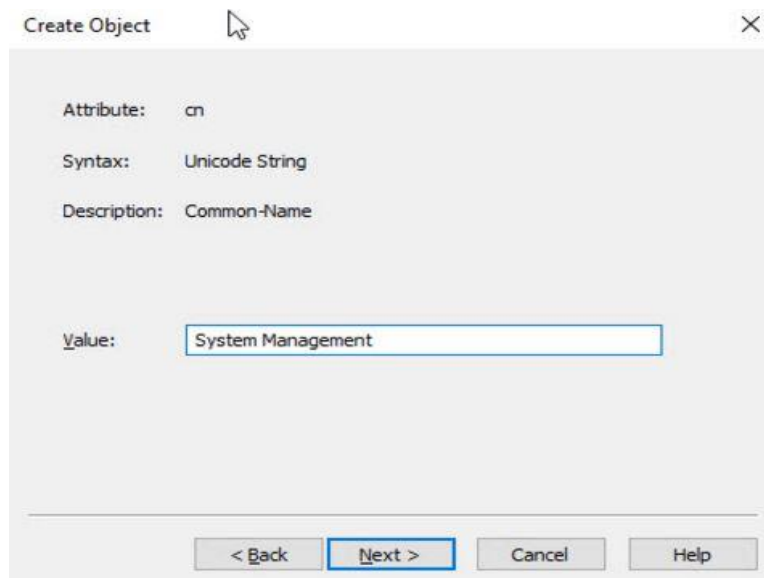 Create Object
Attribute: cn
Syntax: Unicode String
Description: Common-Name
Value: System Management
< Back Next > Cancel Help